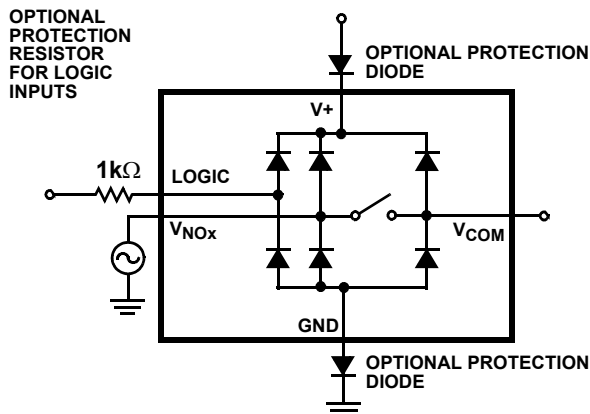 OPTIONAL
PROTECTION
RESISTOR
FOR LOGIC
INPUTS
OPTIONAL PROTECTION
DIODE
V+
1kΩ
LOGIC
VNOx
VCOM
GND
OPTIONAL PROTECTION
DIODE